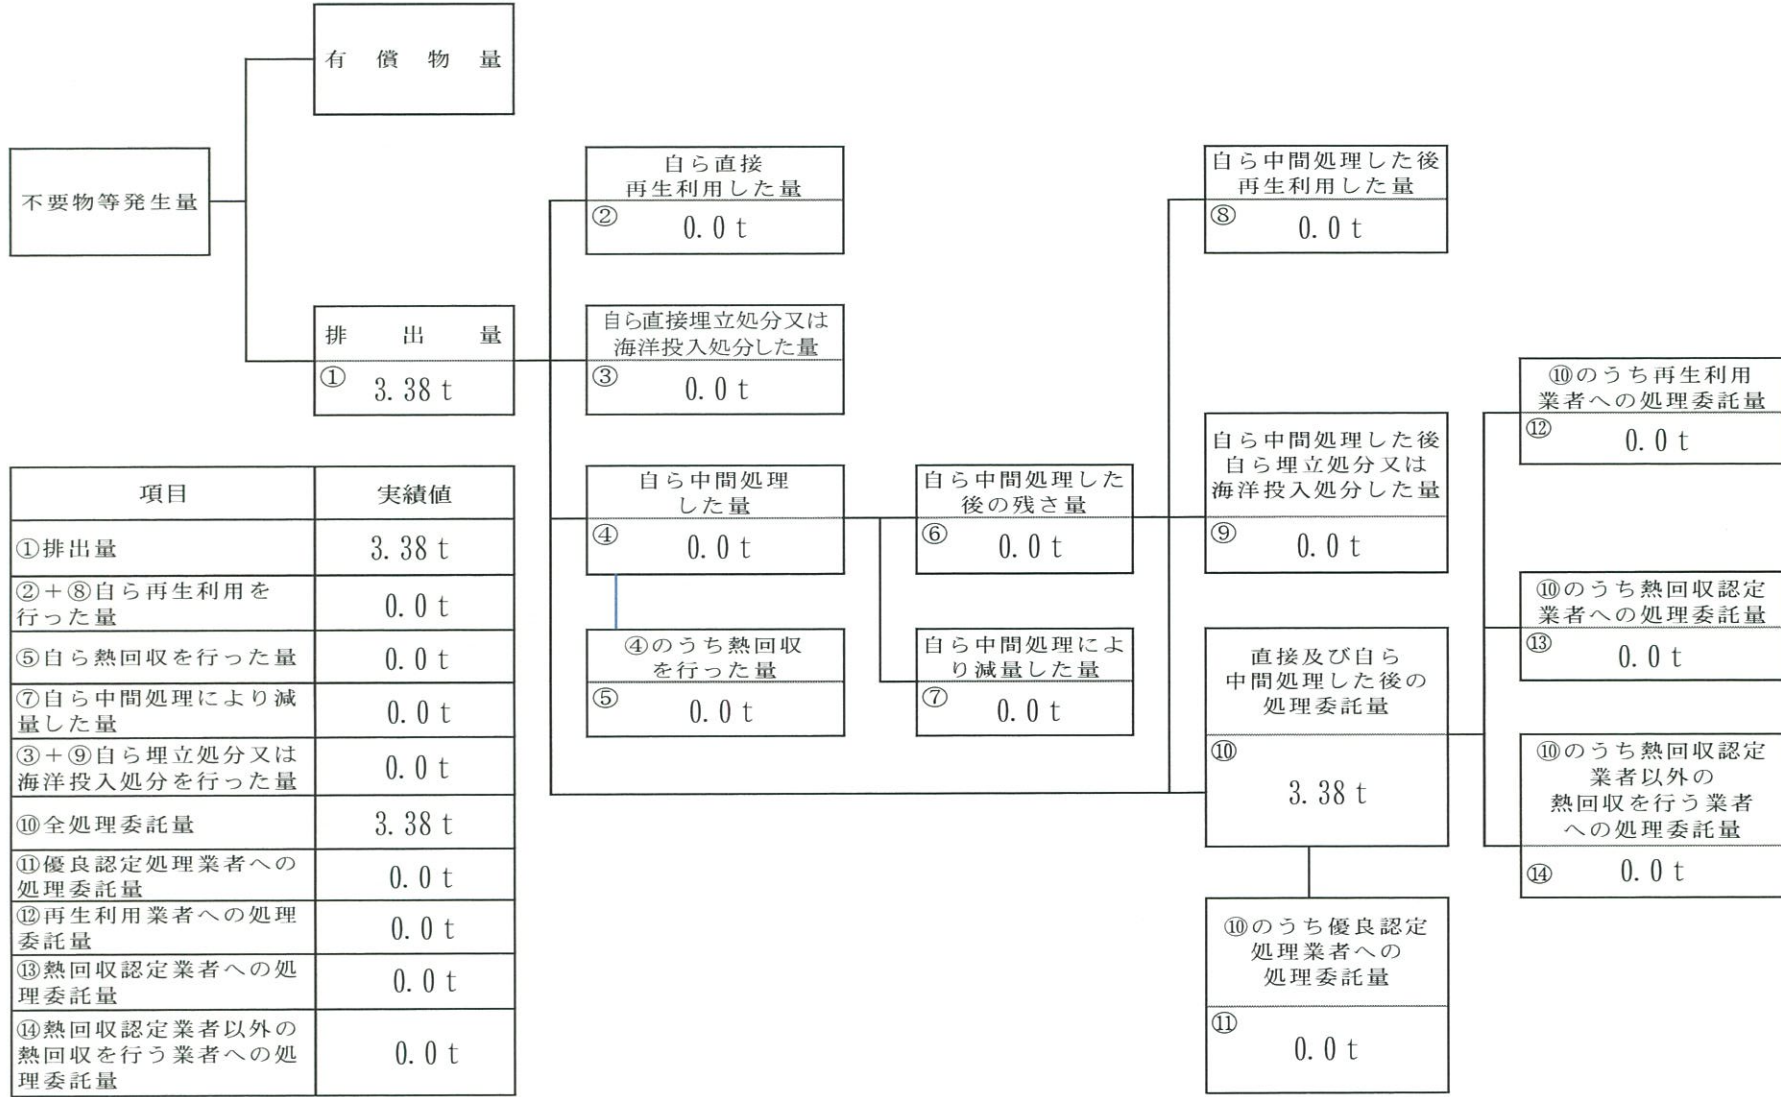 有償物量
不要物等発生量
排出量
① 3.38 t
自ら直接
再生利用した量
② 0.0 t
自ら直接埋立処分又は
海洋投入処分した量
③ 0.0 t
自ら中間処理
した量
④ 0.0 t
④のうち熱回収
を行った量
⑤ 0.0 t
自ら中間処理した
後の残さ量
⑥ 0.0 t
自ら中間処理によ
り減量した量
⑦ 0.0 t
自ら中間処理した後
再生利用した量
⑧ 0.0 t
自ら中間処理した後
自ら埋立処分又は
海洋投入処分した量
⑨ 0.0 t
直接及び自ら
中間処理した後の
処理委託量
⑩
3.38 t
⑩のうち優良認定
処理業者への
処理委託量
⑪
0.0 t
⑩のうち再生利用
業者への処理委託量
⑫ 0.0 t
⑩のうち熱回収認定
業者への処理委託量
⑬ 0.0 t
⑩のうち熱回収認定
業者以外の
熱回収を行う業者
への処理委託量
⑭ 0.0 t
項目 実績値
①排出量 3.38 t
②+⑧自ら再生利用を
行った量 0.0 t
⑤自ら熱回収を行った量 0.0 t
⑦自ら中間処理により減
量した量 0.0 t
③+⑨自ら埋立処分又は
海洋投入処分を行った量 0.0 t
⑩全処理委託量 3.38 t
⑪優良認定処理業者への
処理委託量 0.0 t
⑫再生利用業者への処理
委託量 0.0 t
⑬熱回収認定業者への処
理委託量 0.0 t
⑭熱回収認定業者以外の
熱回収を行う業者への処
理委託量 0.0 t